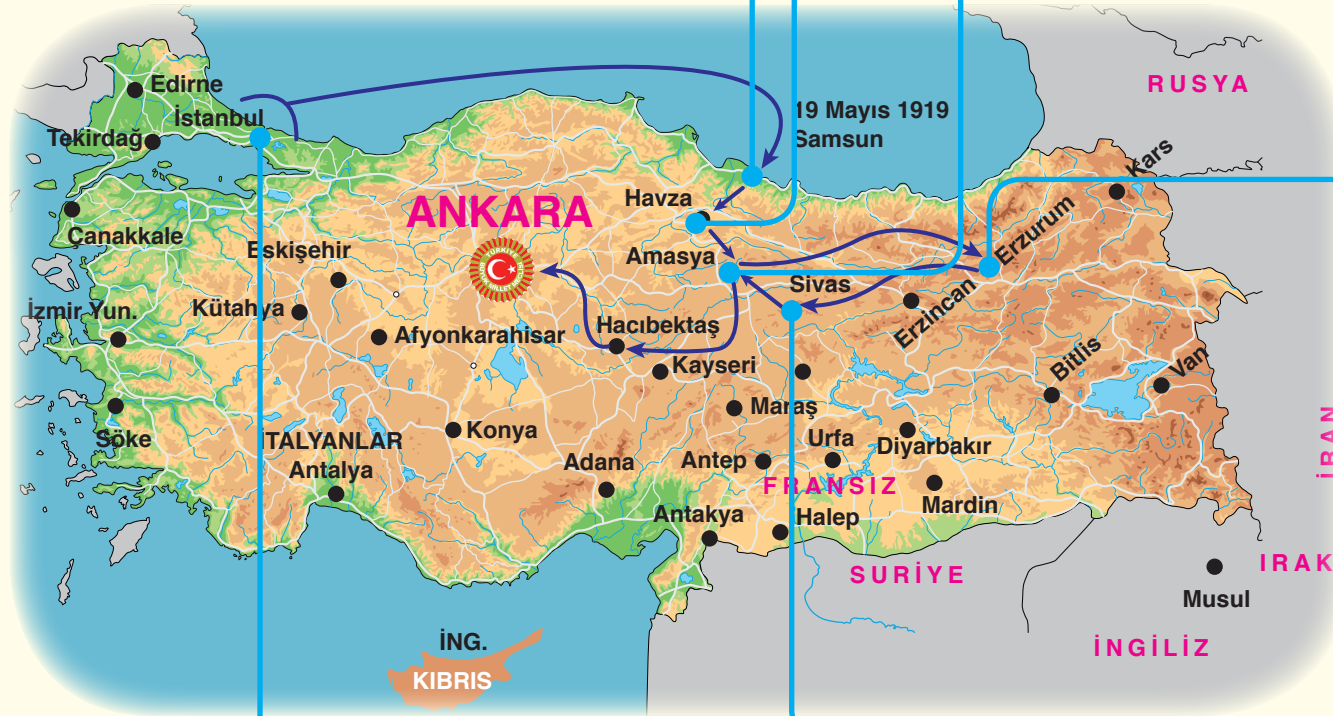 RUSYA
Edirne
19 Mayıs 1919
Samsun
İstanbul
Tekirdağ
Kars
Havza
ANKARA
Çanakkale
Eskişehir
Amasya
Erzurum
Sivas
İzmir Yun.
Kütahya
Afyonkarahisar
Hacıbektaş
Erzincan
Kayseri
Bitlis
Van
Maraş
Söke
İTALYANLAR
Antalya
Konya
Adana
Antep
Urfa
Diyarbakır
İRAN
FRANSIZ
Mardin
Antakya
Halep
SURİYE
IRAK
Musul
İNG.
KIBRIS
İNGİLİZ